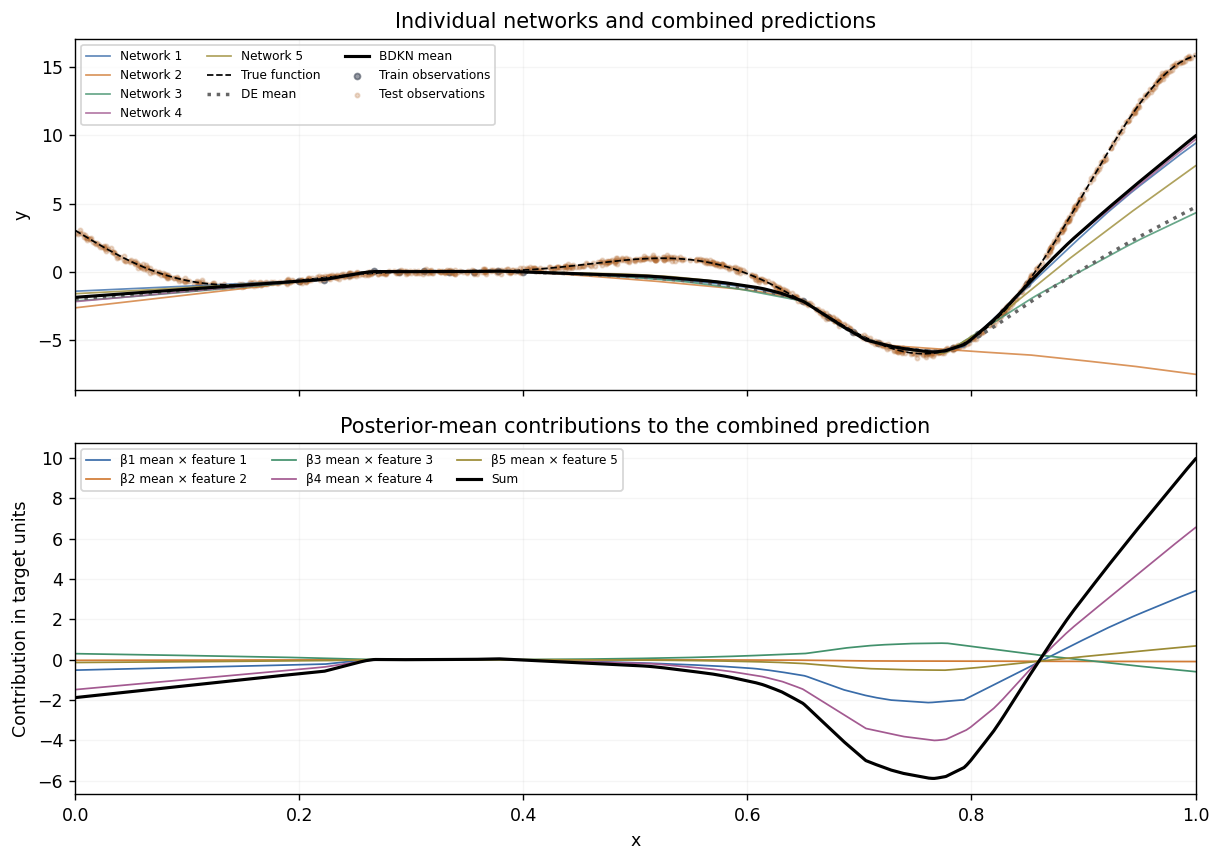 Individual networks and combined predictions
Network 1
Network 2
Network 3
Network 4
Network 5
True function
DE mean
BDKN mean
Train observations
Test observations
15
10
5
0
−5
y
Posterior-mean contributions to the combined prediction
β1 mean × feature 1
β2 mean × feature 2
β3 mean × feature 3
β4 mean × feature 4
β5 mean × feature 5
Sum
10
8
6
4
2
0
−2
−4
−6
Contribution in target units
0.0 0.2 0.4 0.6 0.8 1.0
x